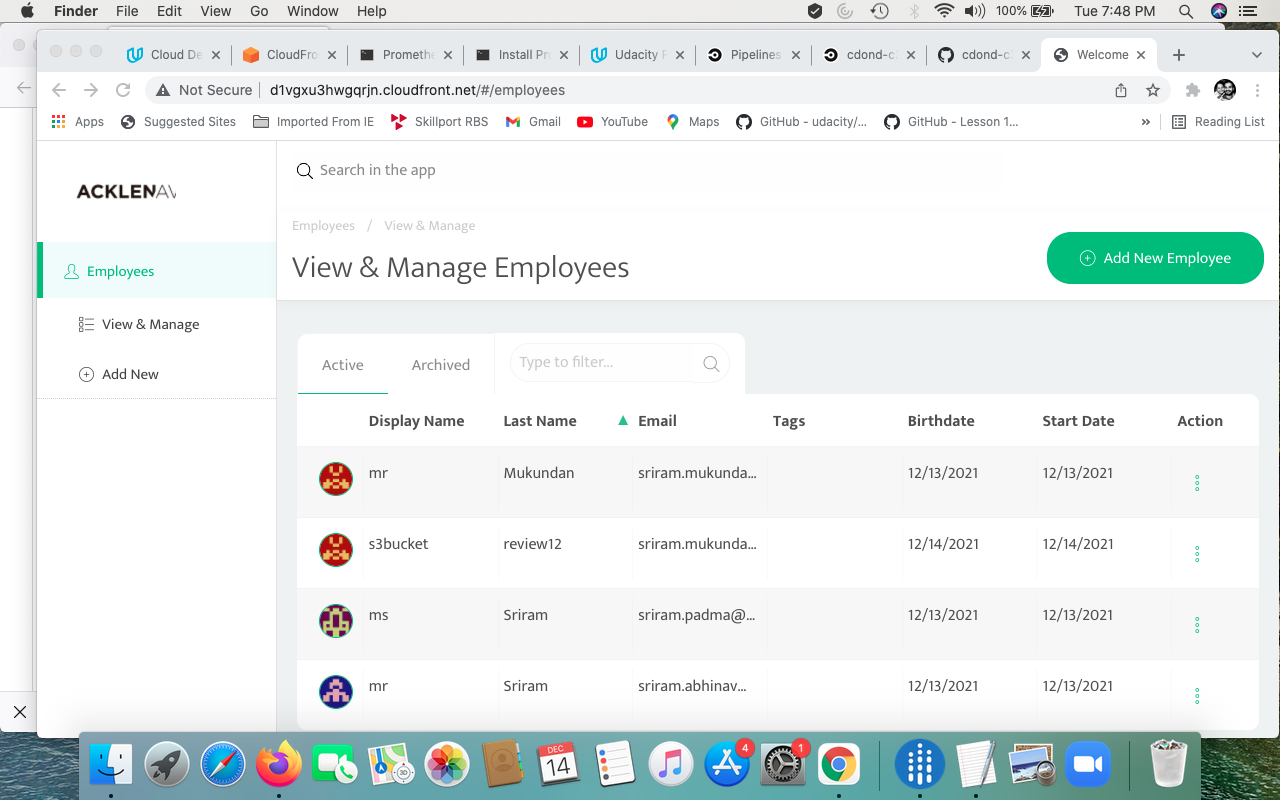 Finder File Edit View Go Window Help 100% Tue 7:48 PM
Cloud De CloudFro Promethe Install Pro Udacity P Pipelines cdond-c cdond-c Welcome
Not Secure d1vgxu3hwgqrjn.cloudfront.net/#/employees
Apps Suggested Sites Imported From IE Skillport RBS Gmail YouTube Maps GitHub - udacity/... GitHub - Lesson 1... » Reading List
ACKLENAV
Search in the app
Employees / View & Manage
View & Manage Employees
Add New Employee
Employees
View & Manage
Add New
Active Archived Type to filter...
Display Name Last Name Email Tags Birthdate Start Date Action
mr Mukundan sriram.mukunda... 12/13/2021 12/13/2021
s3bucket review12 sriram.mukunda... 12/14/2021 12/14/2021
ms Sriram sriram.padma@... 12/13/2021 12/13/2021
mr Sriram sriram.abhinav... 12/13/2021 12/13/2021
3D DEC 14 4 1